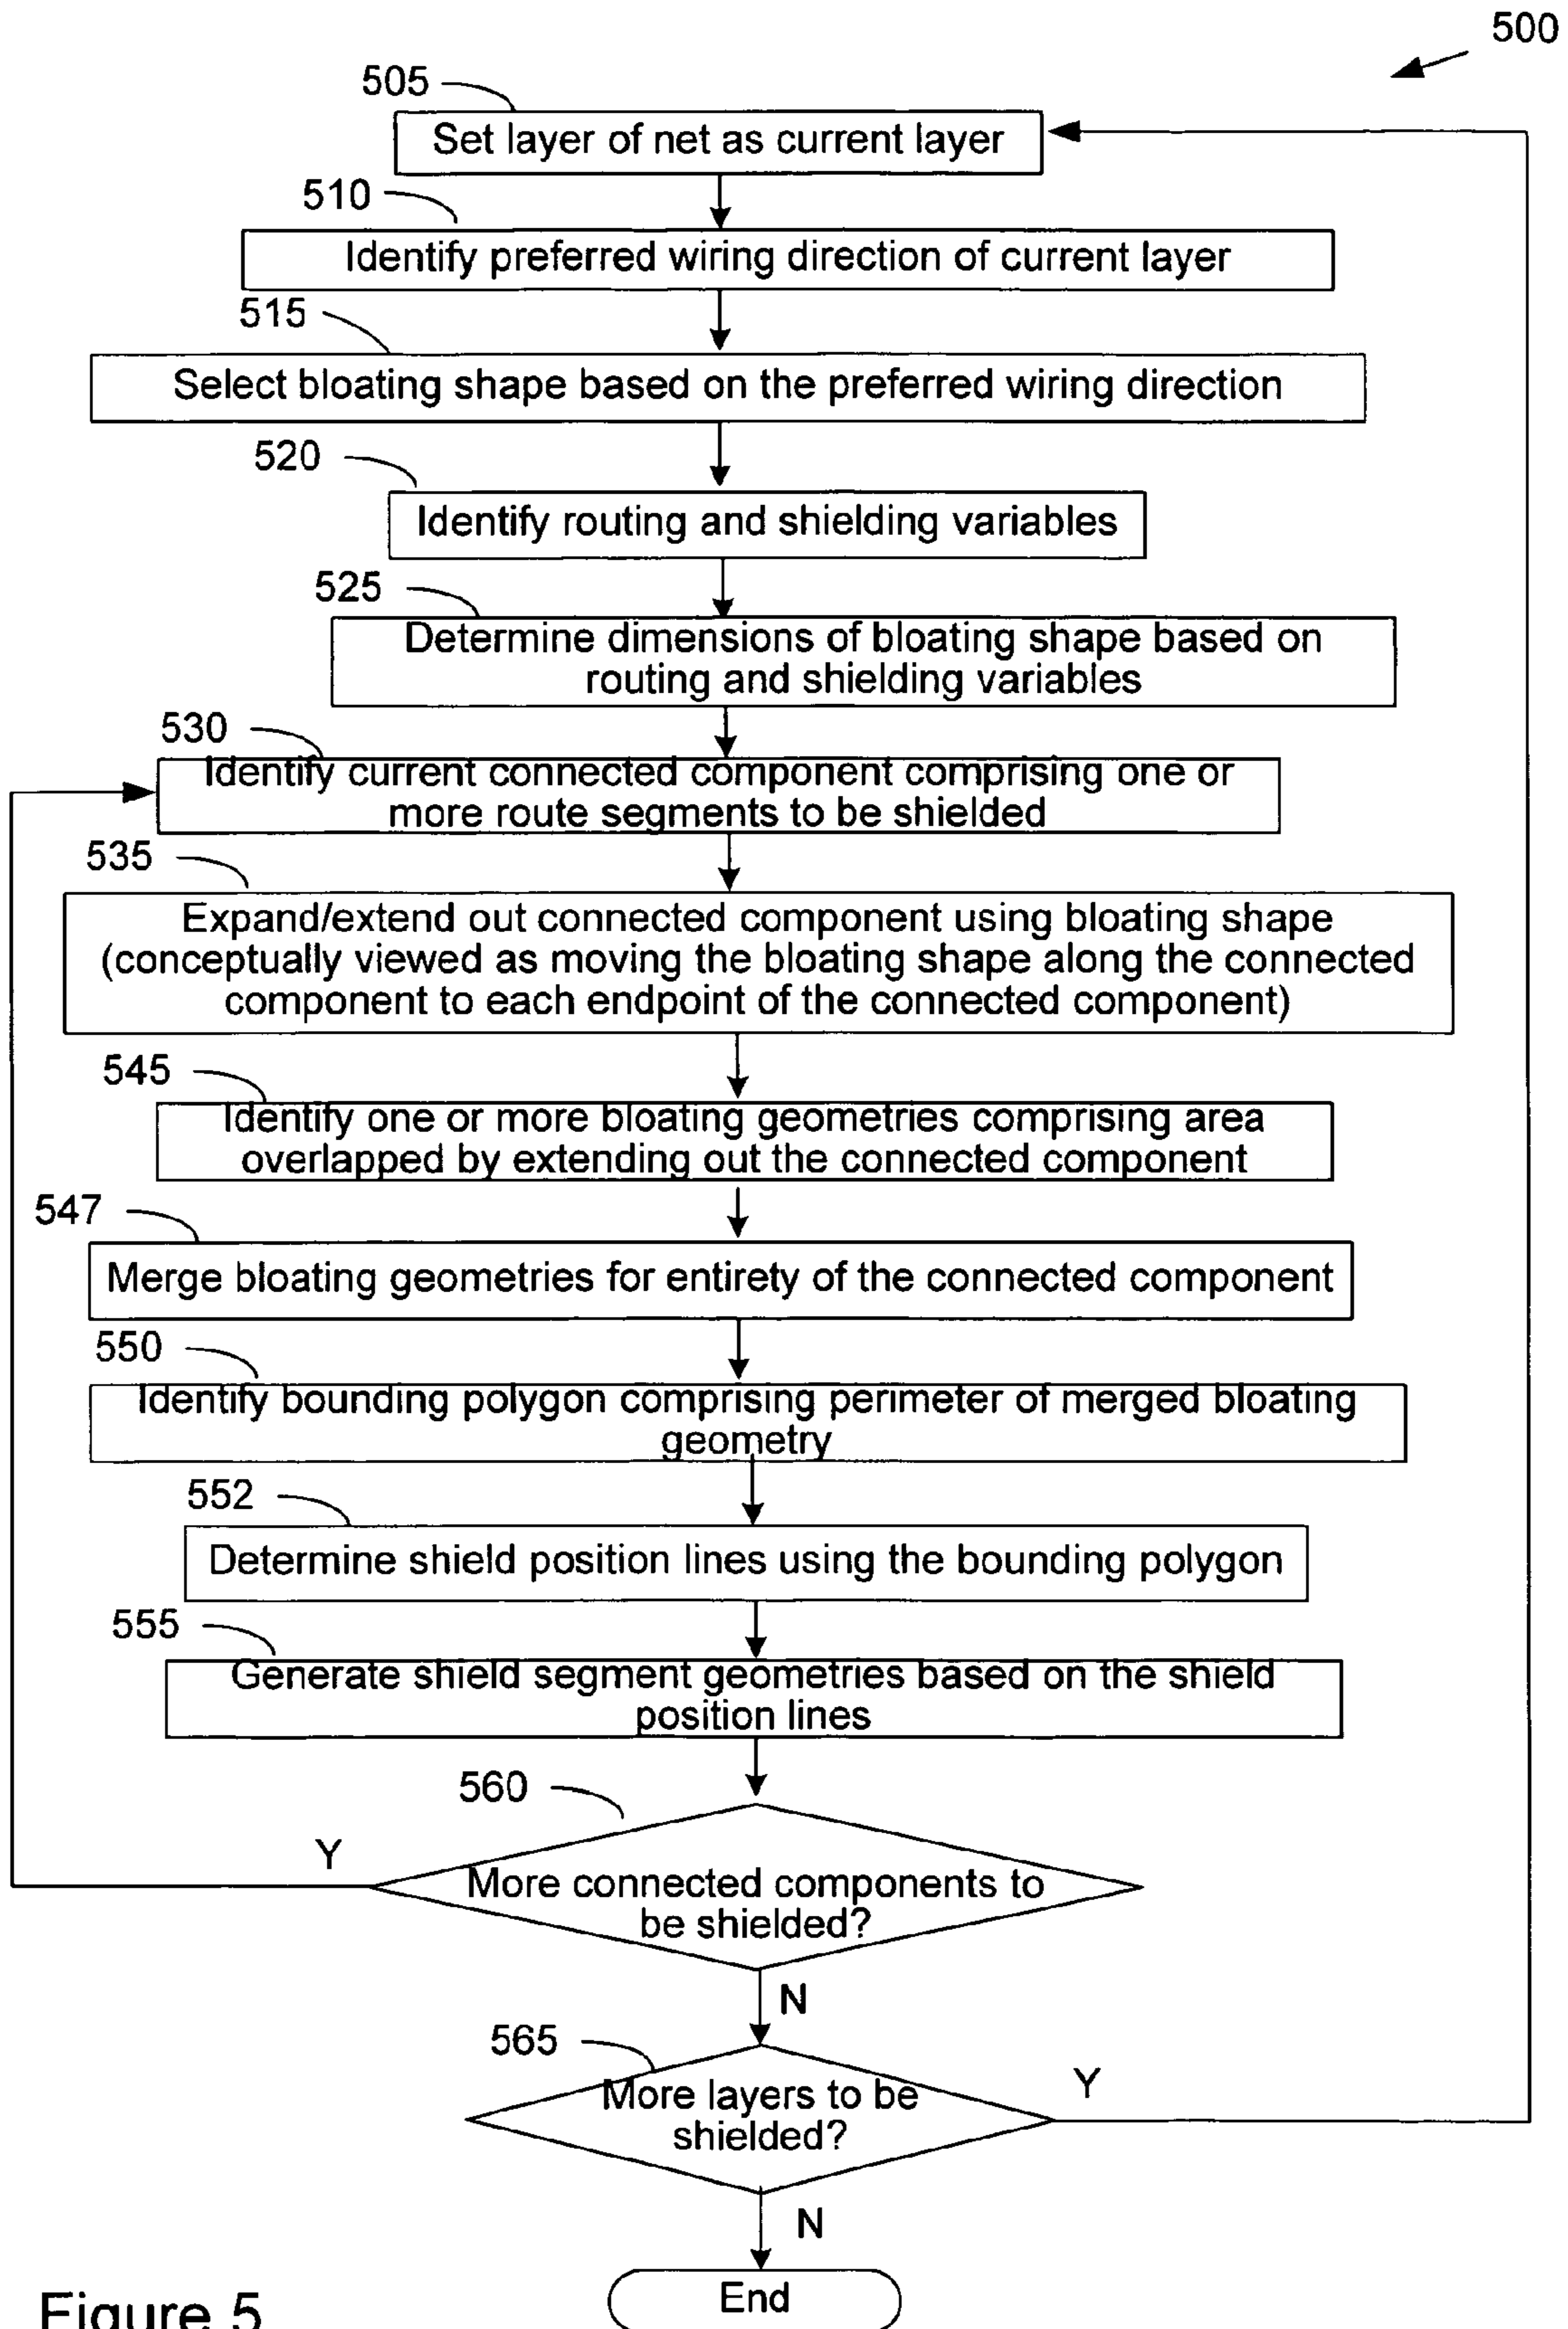 500
505
Set layer of net as current layer
510
Identify preferred wiring direction of current layer
515
Select bloating shape based on the preferred wiring direction
520
Identify routing and shielding variables
525
Determine dimensions of bloating shape based on
routing and shielding variables
530
Identify current connected component comprising one or
more route segments to be shielded
535
Expand/extend out connected component using bloating shape
(conceptually viewed as moving the bloating shape along the connected
component to each endpoint of the connected component)
545
Identify one or more bloating geometries comprising area
overlapped by extending out the connected component
547
Merge bloating geometries for entirety of the connected component
550
Identify bounding polygon comprising perimeter of merged bloating
geometry
552
Determine shield position lines using the bounding polygon
555
Generate shield segment geometries based on the shield
position lines
560
Y
More connected components to
be shielded?
N
565
More layers to be
shielded?
Y
N
End
Figure 5